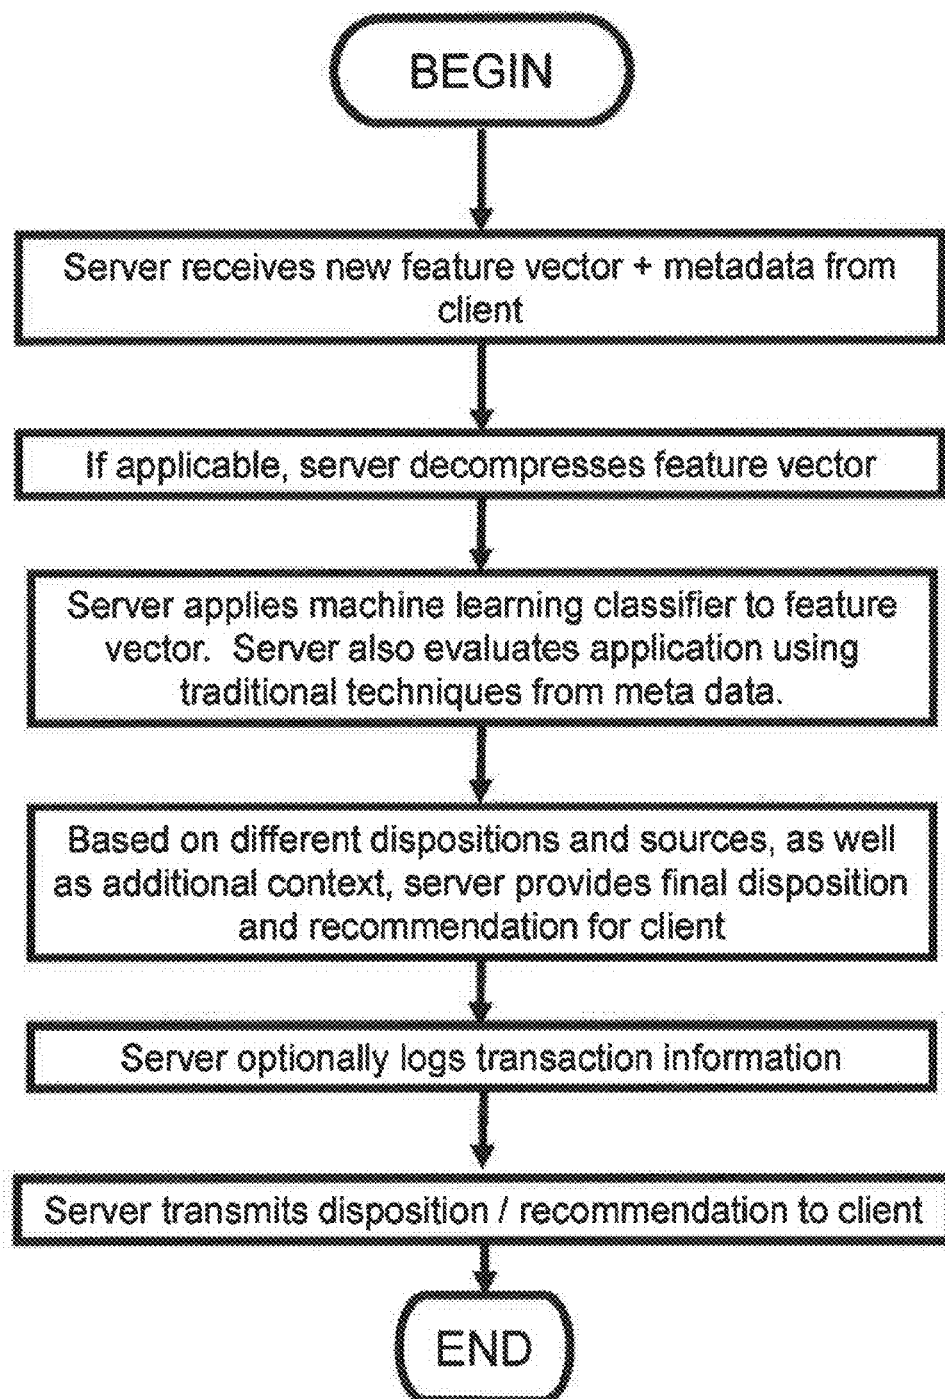 BEGIN
Server receives new feature vector + metadata from
client
If applicable, server decompresses feature vector
Server applies machine learning classifier to feature
vector. Server also evaluates application using
traditional techniques from meta data.
Based on different dispositions and sources, as well
as additional context, server provides final disposition
and recommendation for client
Server optionally logs transaction information
Server transmits disposition / recommendation to client
END